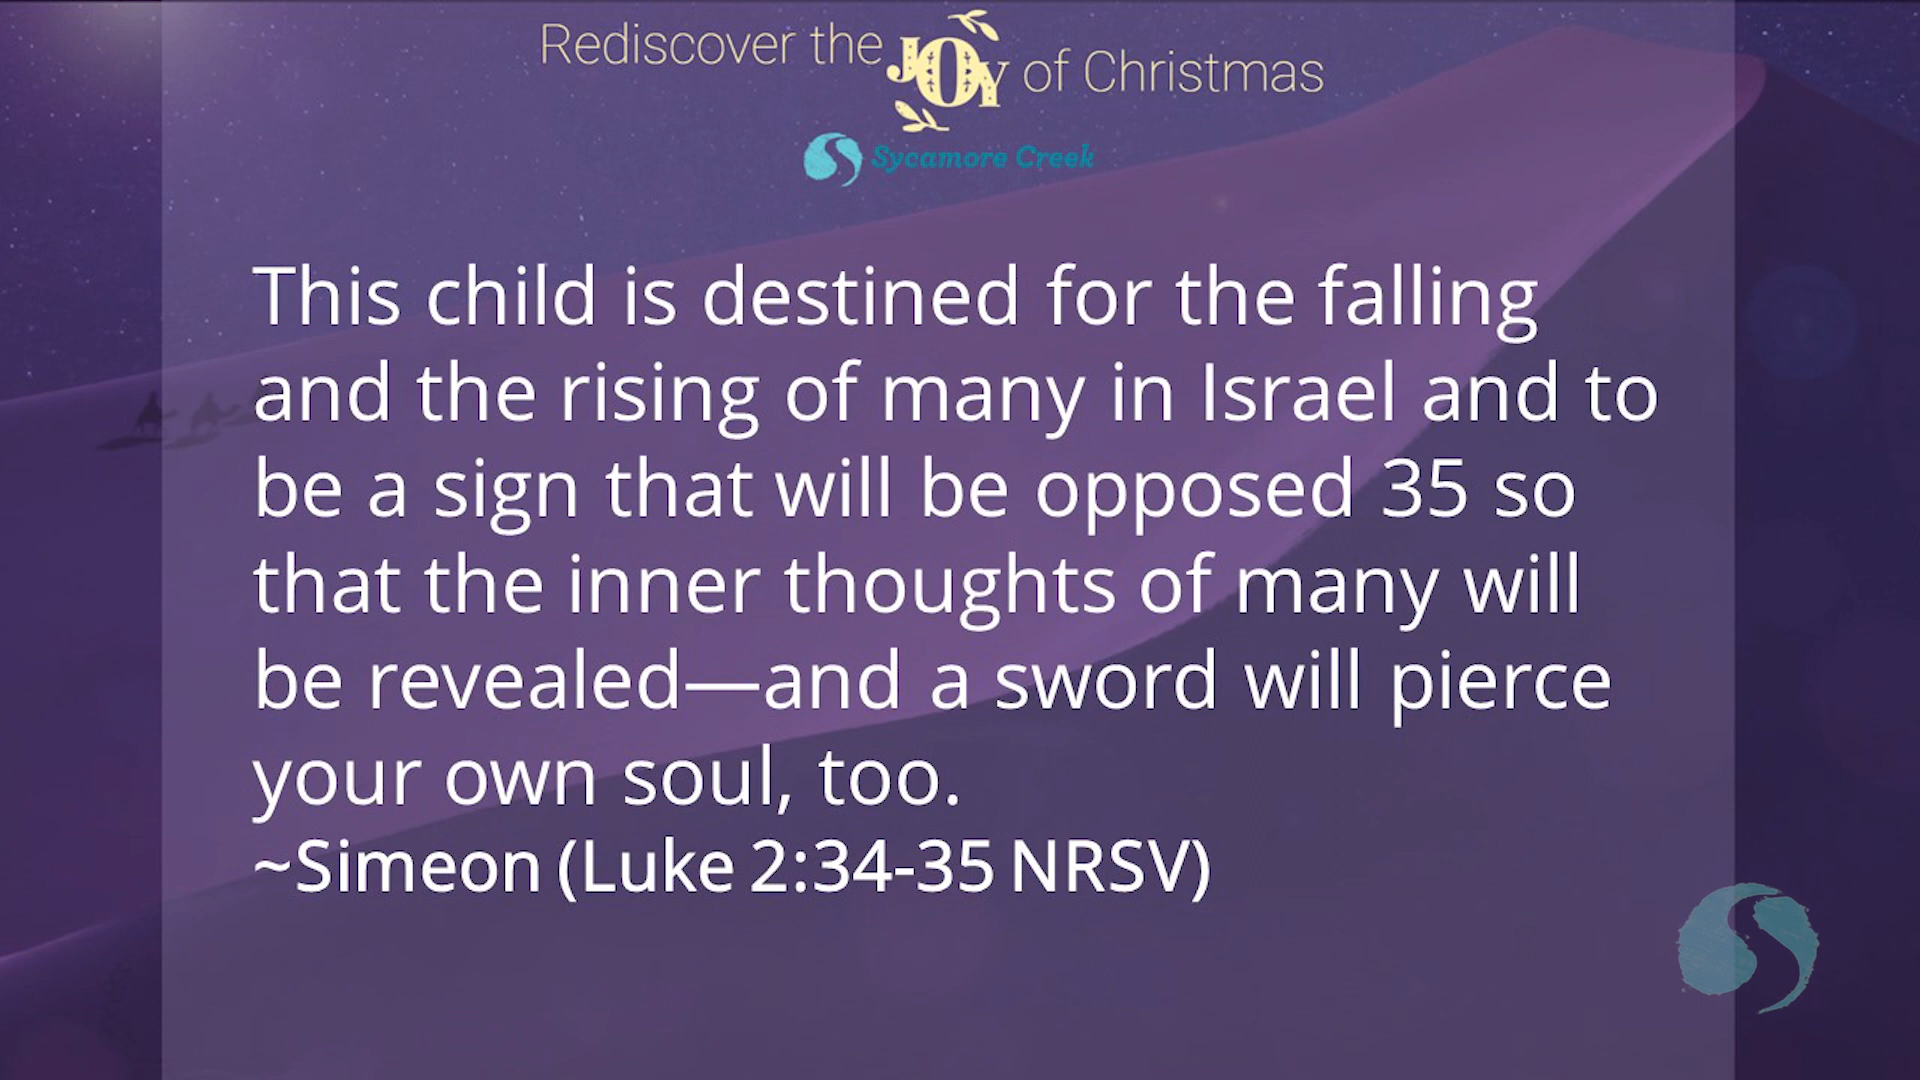 Rediscover the JOY of Christmas
Sycamore Creek
This child is destined for the falling
and the rising of many in Israel and to
be a sign that will be opposed 35 so
that the inner thoughts of many will
be revealed—and a sword will pierce
your own soul, too.
~Simeon (Luke 2:34-35 NRSV)